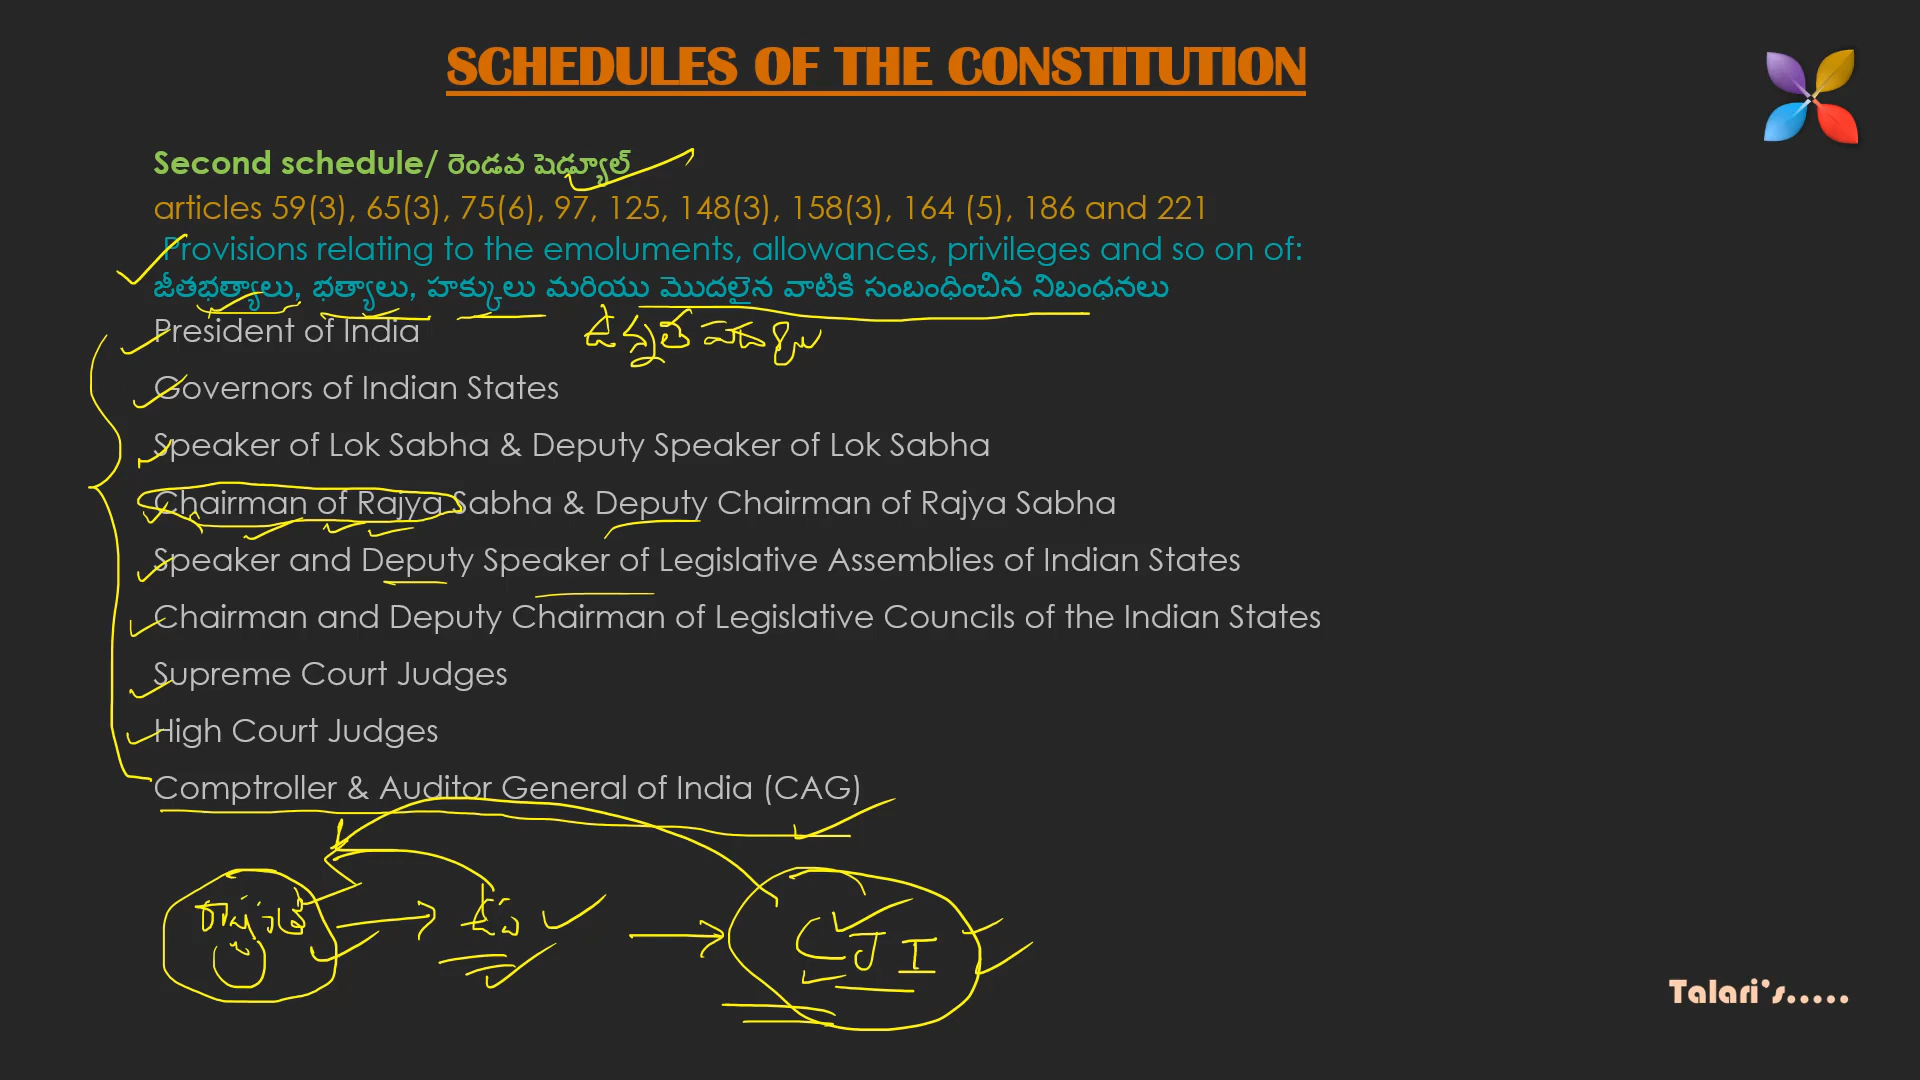 SCHEDULES OF THE CONSTITUTION
Second schedule/ రెండవ షెడ్యూల్
articles 59(3), 65(3), 75(6), 97, 125, 148(3), 158(3), 164 (5), 186 and 221
Provisions relating to the emoluments, allowances, privileges and so on of:
జీతభత్యాలు, భత్యాలు, హక్కులు మరియు మొదలైన వాటికి సంబంధించిన నిబంధనలు
President of India
ఉన్నత పదవులు
Governors of Indian States
Speaker of Lok Sabha & Deputy Speaker of Lok Sabha
Chairman of Rajya Sabha & Deputy Chairman of Rajya Sabha
Speaker and Deputy Speaker of Legislative Assemblies of Indian States
Chairman and Deputy Chairman of Legislative Councils of the Indian States
Supreme Court Judges
High Court Judges
Comptroller & Auditor General of India (CAG)
ఉప CJI
Talari's.....